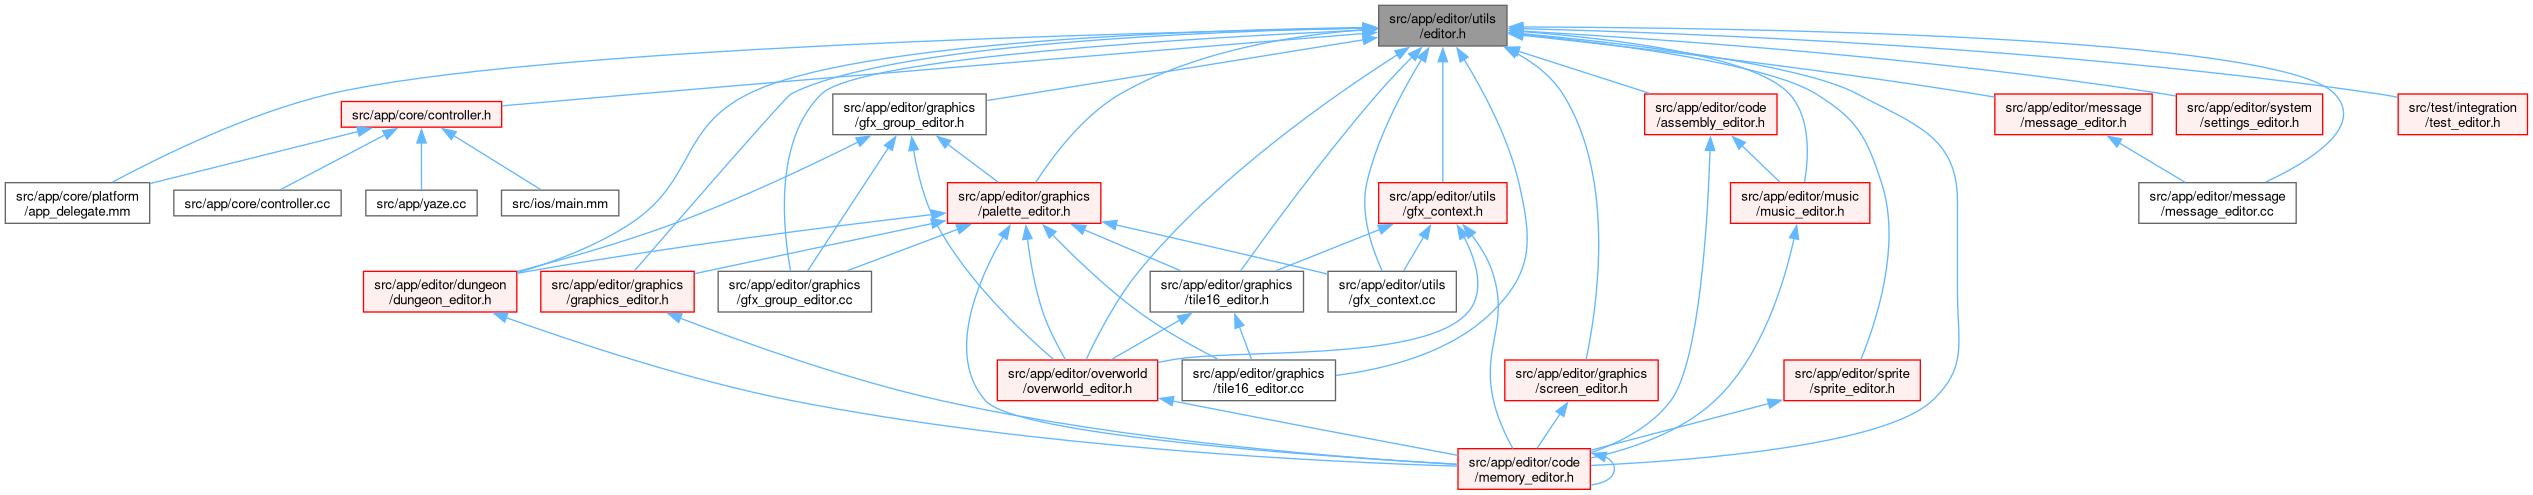 src/app/editor/utils
/editor.h
src/app/core/controller.h
src/app/editor/graphics
/gfx_group_editor.h
src/app/editor/code
/assembly_editor.h
src/app/editor/message
/message_editor.h
src/app/editor/system
/settings_editor.h
src/test/integration
/test_editor.h
src/app/core/platform
/app_delegate.mm
src/app/core/controller.cc
src/app/yaze.cc
src/ios/main.mm
src/app/editor/graphics
/palette_editor.h
src/app/editor/utils
/gfx_context.h
src/app/editor/music
/music_editor.h
src/app/editor/message
/message_editor.cc
src/app/editor/dungeon
/dungeon_editor.h
src/app/editor/graphics
/graphics_editor.h
src/app/editor/graphics
/gfx_group_editor.cc
src/app/editor/graphics
/tile16_editor.h
src/app/editor/utils
/gfx_context.cc
src/app/editor/overworld
/overworld_editor.h
src/app/editor/graphics
/tile16_editor.cc
src/app/editor/graphics
/screen_editor.h
src/app/editor/sprite
/sprite_editor.h
src/app/editor/code
/memory_editor.h